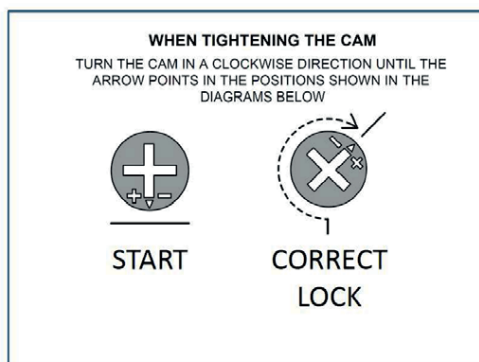 WHEN TIGHTENING THE CAM
TURN THE CAM IN A CLOCKWISE DIRECTION UNTIL THE
ARROW POINTS IN THE POSITIONS SHOWN IN THE
DIAGRAMS BELOW
START
CORRECT
LOCK